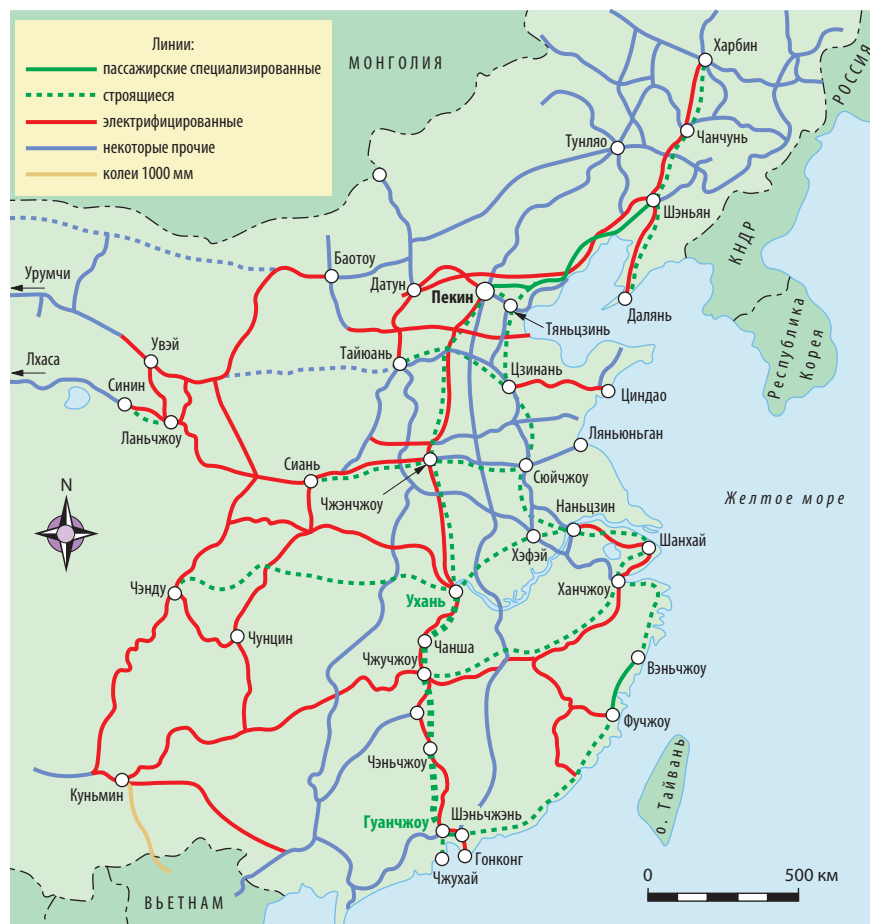 Линии:
пассажирские специализированные
строящиеся
электрифицированные
некоторые прочие
колеи 1000 мм
МОНГОЛИЯ
Харбин
РОССИЯ
Чанчунь
Тунляо
Шэньян
КНДР
Баотоу
Датун
Пекин
Урумчи
Далянь
Тяньцзинь
Республика
Корея
Увэй
Тайюань
Лхаса
Цзинань
Синин
Циндао
Ланьчжоу
Ляньюньган
Сиань
Сюйчжоу
N
Чжэнчжоу
Желтое море
Наньцзин
Шанхай
Хэфэй
Чэнду
Ухань
Ханчжоу
Чунцин
Чанша
Чжучжоу
Вэньчжоу
Фучжоу
Чэньчжоу
о. Тайвань
Куньмин
Гуанчжоу
Шэньчжэнь
Гонконг
Чжухай
0
500 км
ВЬЕТНАМ